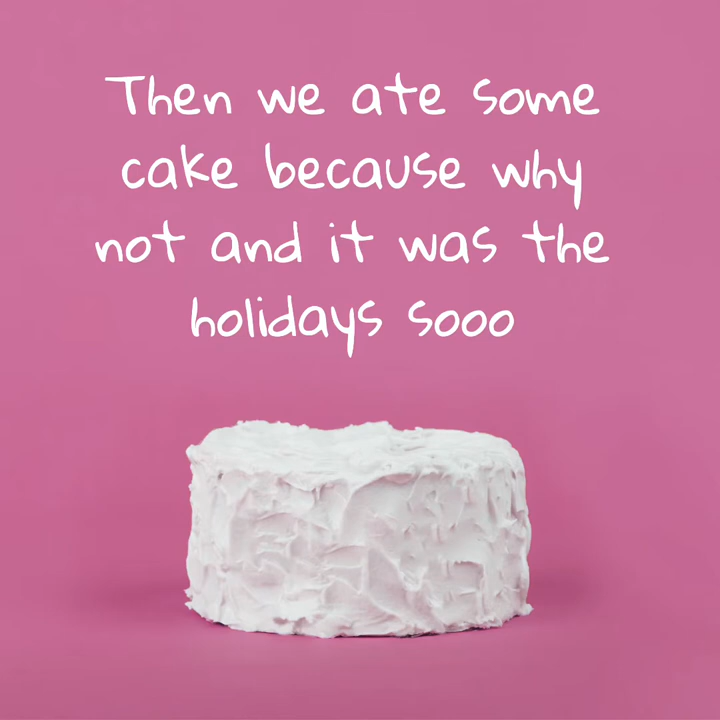 Then we ate some
cake because why
not and it was the
holidays sooo